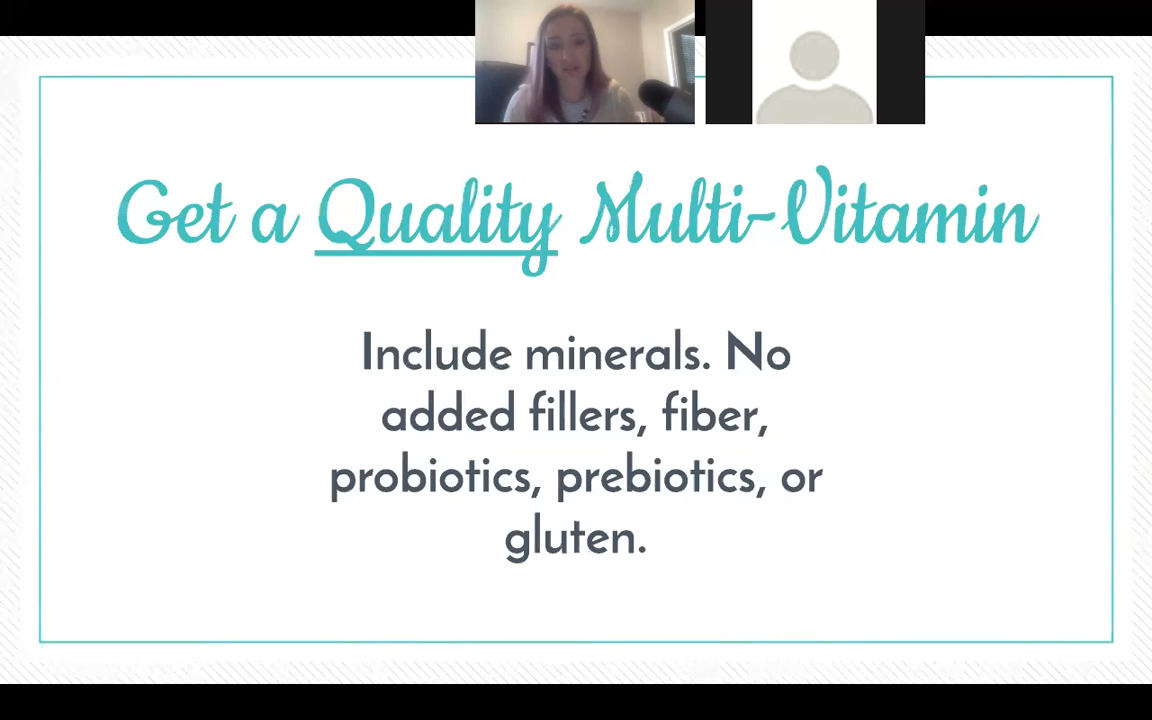 Get a Quality Multi-Vitamin
Include minerals. No
added fillers, fiber,
probiotics, prebiotics, or
gluten.